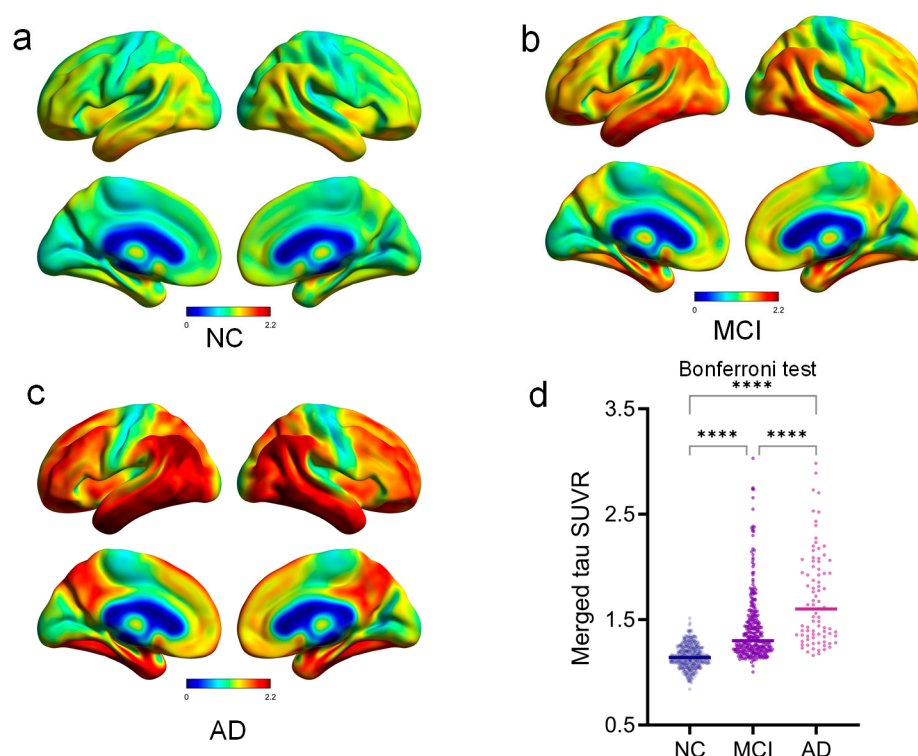 a
b
0
2.2
NC
0
2.2
MCI
c
0
2.2
AD
d
Bonferroni test
****
****
****
Merged tau SUVR
3.5
2.5
1.5
0.5
NC
MCI
AD